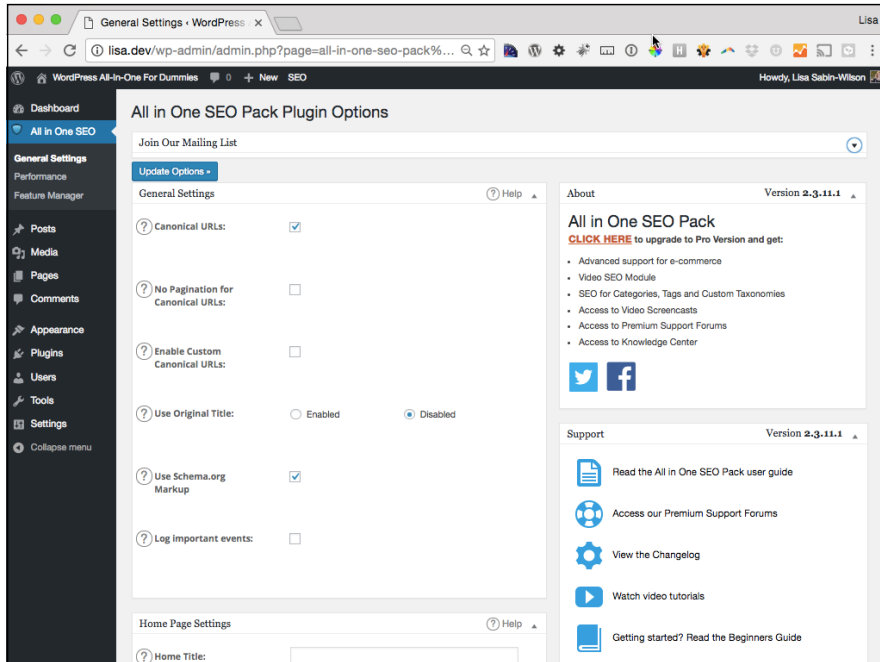 General Settings ‹ WordPress
Lisa
lisa.dev/wp-admin/admin.php?page=all-in-one-seo-pack%...
WordPress All-In-One For Dummies 0 + New SEO
Howdy, Lisa Sabin-Wilson
Dashboard
All in One SEO
General Settings
Performance
Feature Manager
Posts
Media
Pages
Comments
Appearance
Plugins
Users
Tools
Settings
Collapse menu
All in One SEO Pack Plugin Options
Join Our Mailing List
Update Options »
General Settings
? Help
? Canonical URLs:
? No Pagination for
Canonical URLs:
? Enable Custom
Canonical URLs:
? Use Original Title:
Enabled
Disabled
? Use Schema.org
Markup
? Log important events:
Home Page Settings
? Help
? Home Title:
About
Version 2.3.11.1
All in One SEO Pack
CLICK HERE to upgrade to Pro Version and get:
• Advanced support for e-commerce
• Video SEO Module
• SEO for Categories, Tags and Custom Taxonomies
• Access to Video Screencasts
• Access to Premium Support Forums
• Access to Knowledge Center
Support
Version 2.3.11.1
Read the All in One SEO Pack user guide
Access our Premium Support Forums
View the Changelog
Watch video tutorials
Getting started? Read the Beginners Guide